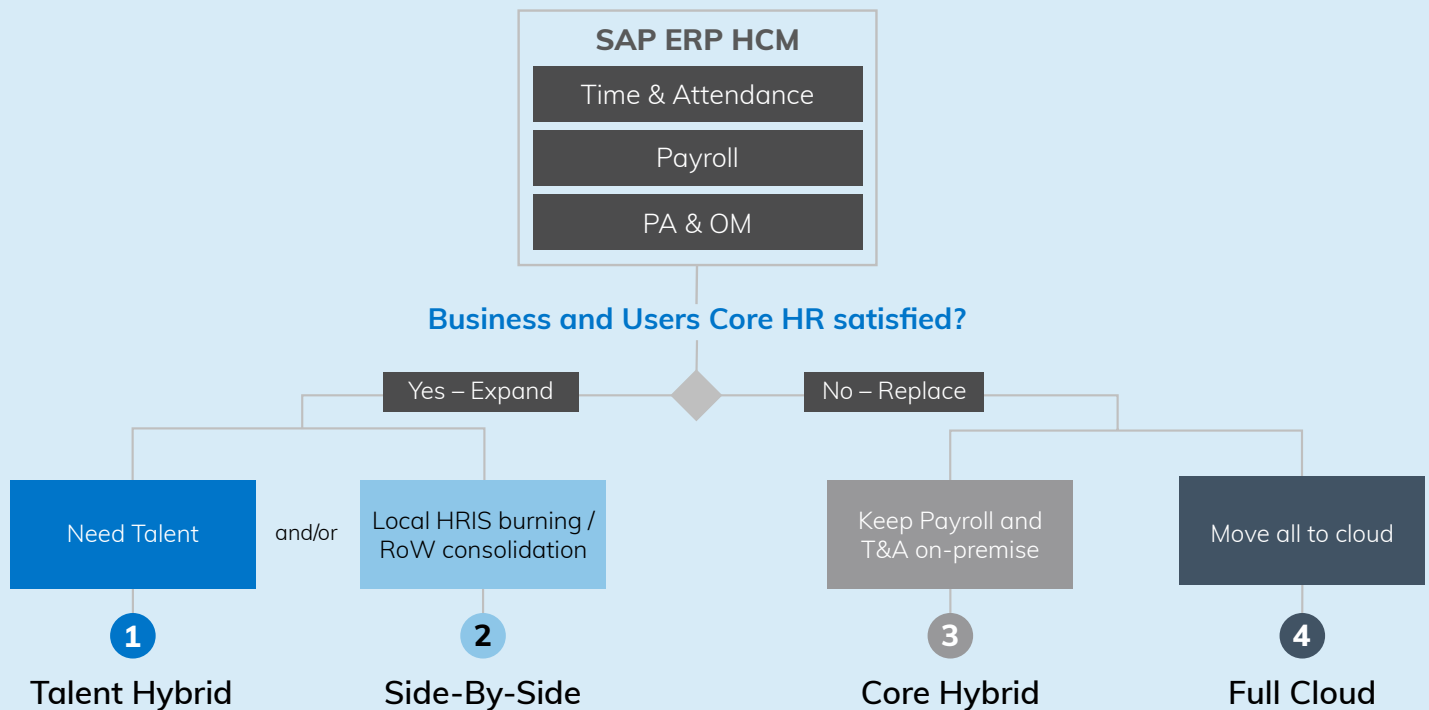 SAP ERP HCM
Time & Attendance
Payroll
PA & OM
Business and Users Core HR satisfied?
Yes – Expand
No – Replace
Need Talent
and/or
Local HRIS burning /
RoW consolidation
Keep Payroll and
T&A on-premise
Move all to cloud
1
2
3
4
Talent Hybrid
Side-By-Side
Core Hybrid
Full Cloud